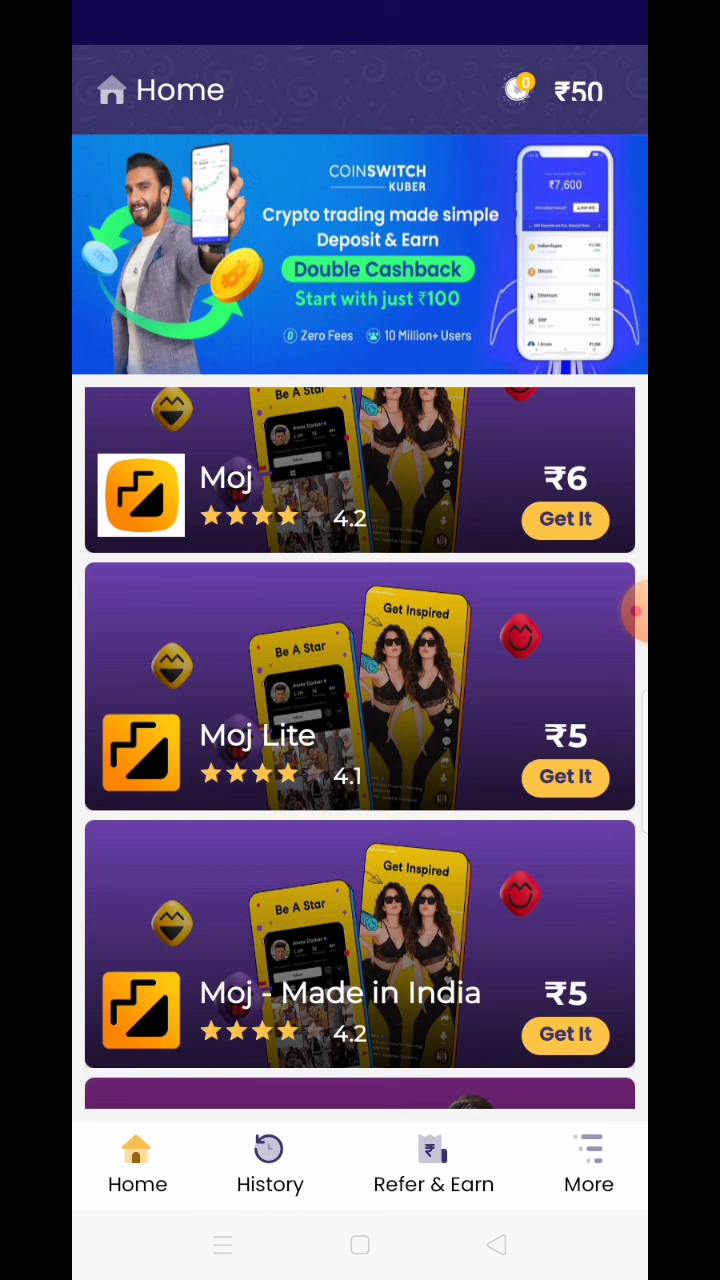 Home
0
₹50
COINSWITCH
KUBER
Crypto trading made simple
Deposit & Earn
Double Cashback
Start with just ₹100
Zero Fees
10 Million+ Users
₹7,600
Be A Star
Moj
4.2
₹6
Get It
Get Inspired
Be A Star
Moj Lite
4.1
₹5
Get It
Get Inspired
Be A Star
Moj - Made in India
4.2
₹5
Get It
Home
History
Refer & Earn
More